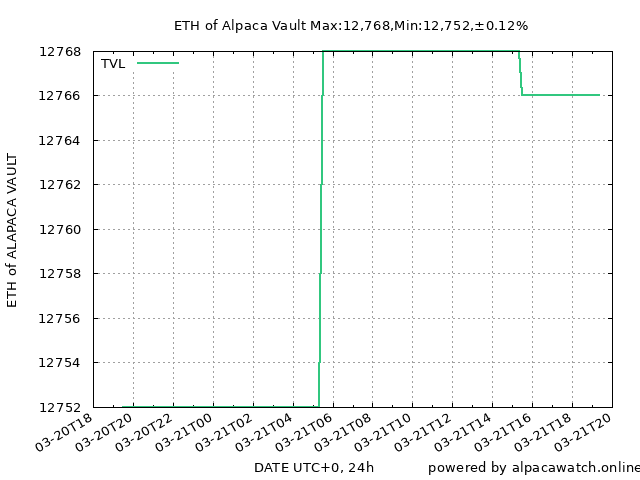 ETH of Alpaca Vault Max:12,768,Min:12,752,±0.12%
TVL
12768
12766
12764
12762
12760
12758
12756
12754
12752
ETH of ALAPACA VAULT
03-20T18
03-20T20
03-20T22
03-21T00
03-21T02
03-21T04
03-21T06
03-21T08
03-21T10
03-21T12
03-21T14
03-21T16
03-21T18
03-21T20
DATE UTC+0, 24h
powered by alpacawatch.online